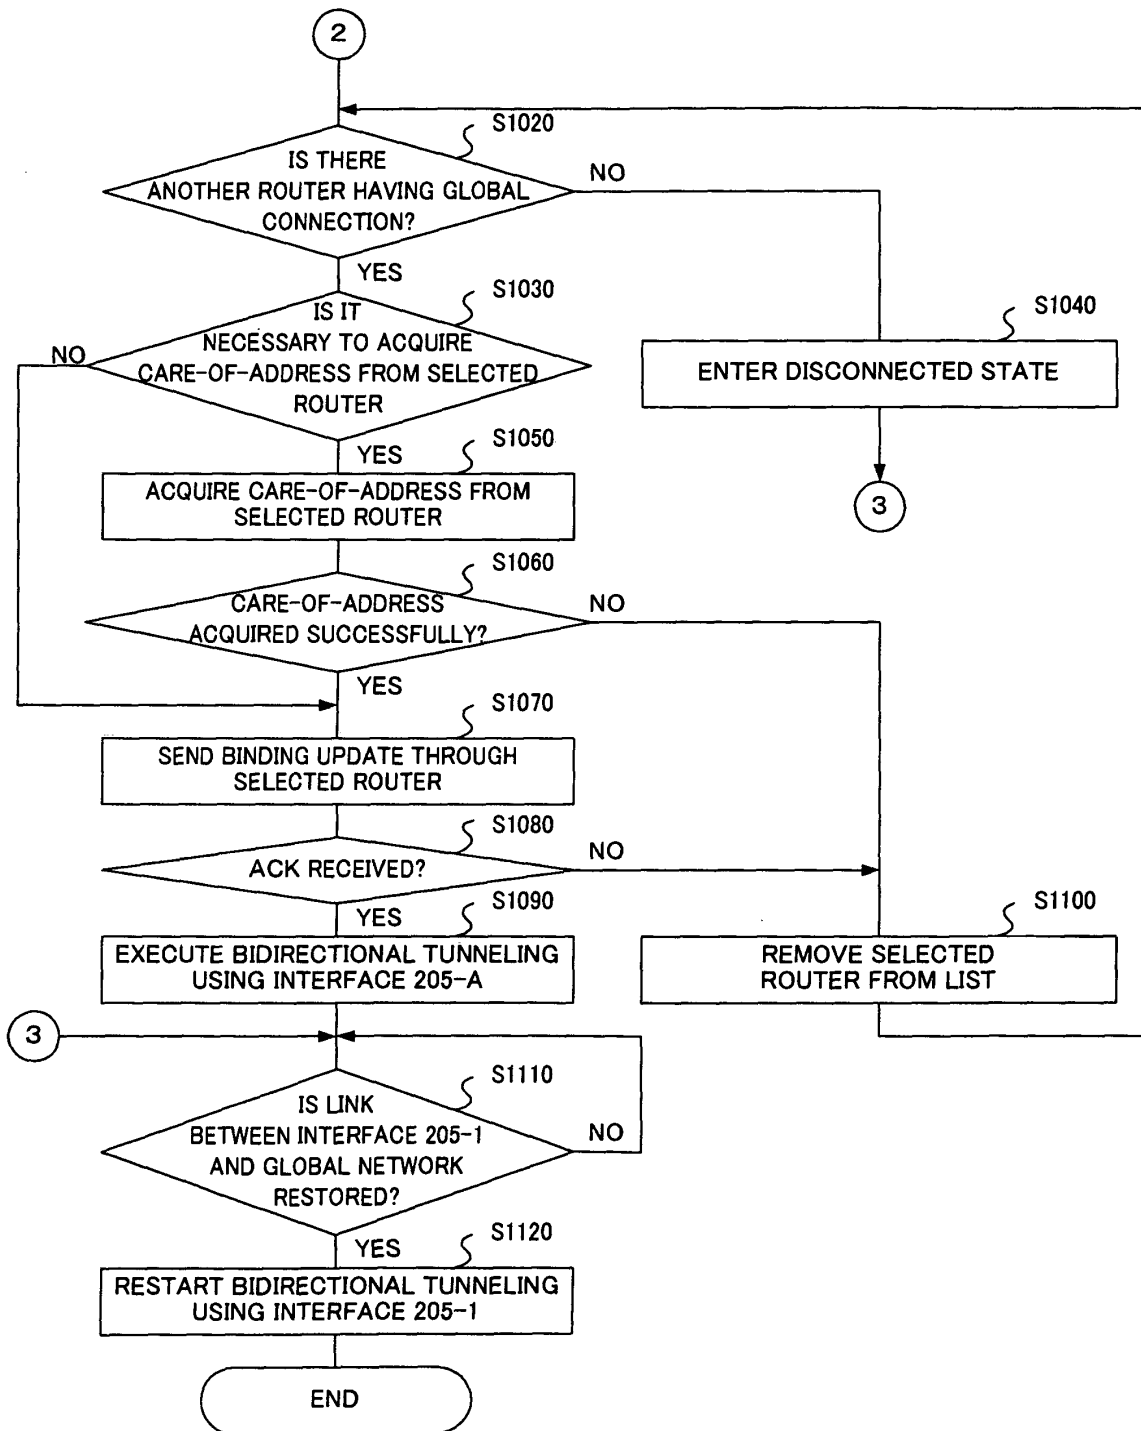 2
S1020
IS THERE
ANOTHER ROUTER HAVING GLOBAL
CONNECTION?
NO
YES
S1030
IS IT
NECESSARY TO ACQUIRE
CARE-OF-ADDRESS FROM SELECTED
ROUTER
NO
S1040
ENTER DISCONNECTED STATE
3
YES
S1050
ACQUIRE CARE-OF-ADDRESS FROM
SELECTED ROUTER
S1060
CARE-OF-ADDRESS
ACQUIRED SUCCESSFULLY?
NO
YES
S1070
SEND BINDING UPDATE THROUGH
SELECTED ROUTER
S1080
ACK RECEIVED?
NO
YES
S1090
EXECUTE BIDIRECTIONAL TUNNELING
USING INTERFACE 205-A
S1100
REMOVE SELECTED
ROUTER FROM LIST
3
S1110
IS LINK
BETWEEN INTERFACE 205-1
AND GLOBAL NETWORK
RESTORED?
NO
YES
S1120
RESTART BIDIRECTIONAL TUNNELING
USING INTERFACE 205-1
END